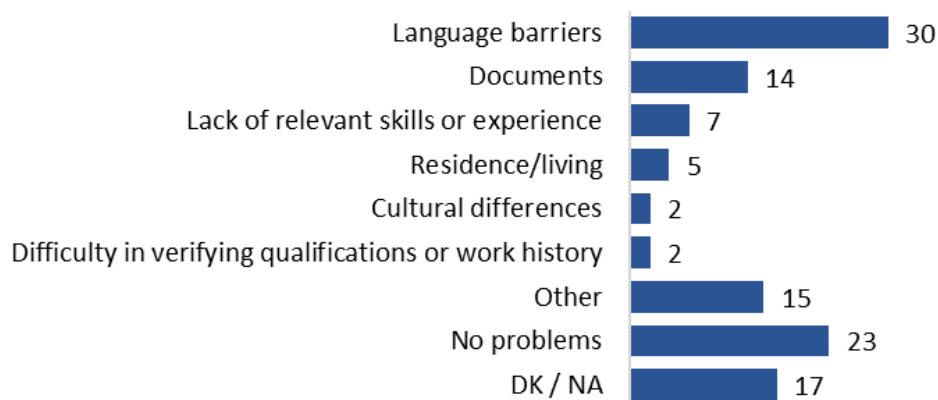 Language barriers 30
Documents 14
Lack of relevant skills or experience 7
Residence/living 5
Cultural differences 2
Difficulty in verifying qualifications or work history 2
Other 15
No problems 23
DK / NA 17